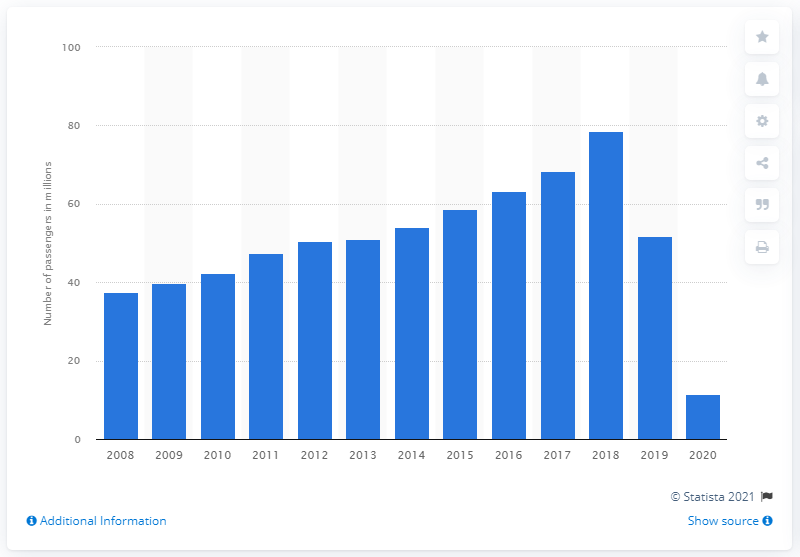 100
80
60
40
20
0
Number of passengers in millions
2008 2009 2010 2011 2012 2013 2014 2015 2016 2017 2018 2019 2020
© Statista 2021
Additional Information
Show source